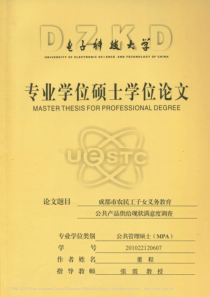 DZKD
电子科技大学
UNIVERSITY OF ELECTRONIC SCIENCE AND TECHNOLOGY OF CHINA
专业学位硕士学位论文
MASTER THESIS FOR PROFESSIONAL DEGREE
UESTC
论文题目 成都市农民工子女义务教育
公共产品供给现状满意度调查
专业学位类别 公共管理硕士（MPA）
学 号 201022120607
作者姓名 董程
指导教师 张 教授